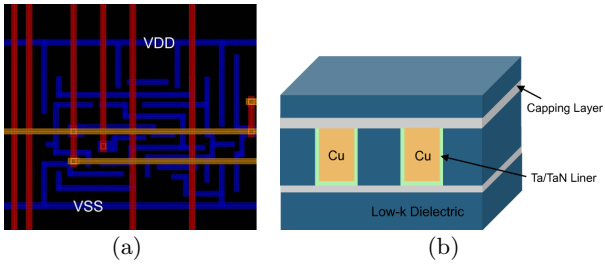 VDD
VSS
Capping Layer
Cu
Cu
Ta/TaN Liner
Low-k Dielectric
(a)
(b)